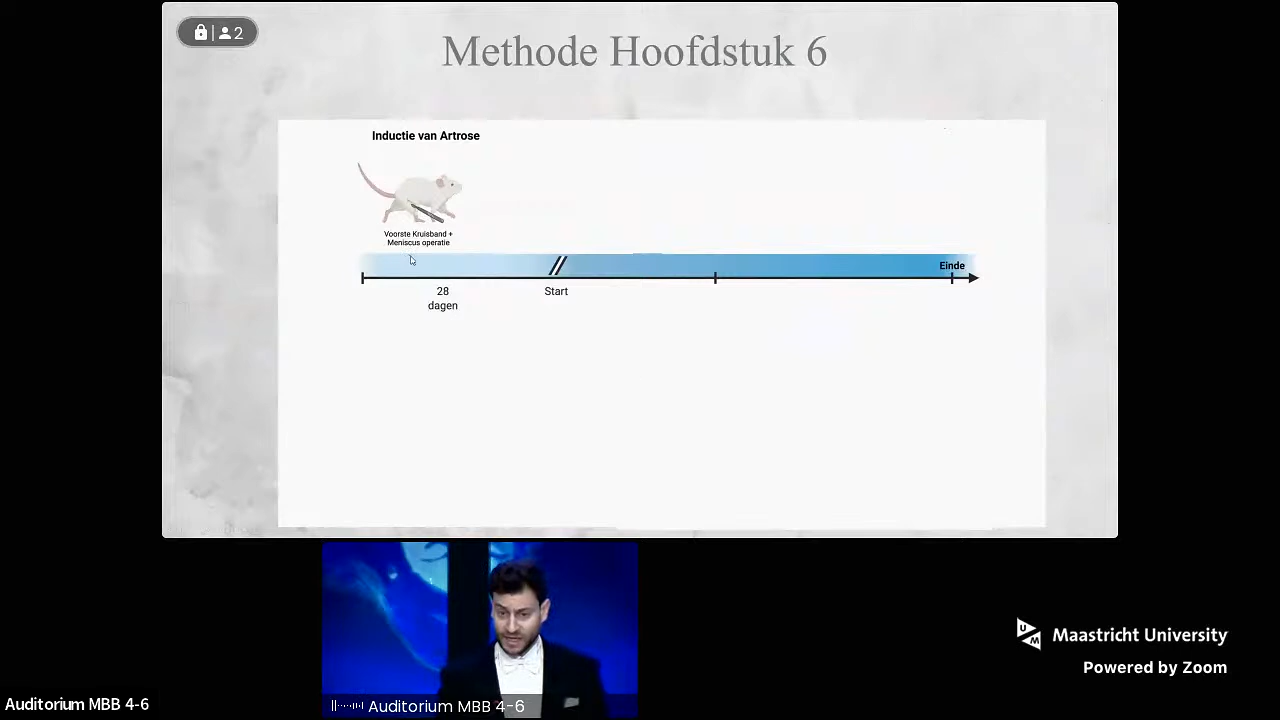 2
Methode Hoofdstuk 6
Inductie van Artrose
Voorste Kruisband +
Meniscus operatie
Einde
28
dagen
Start
UM
Maastricht University
Powered by Zoom
Auditorium MBB 4-6
Auditorium MBB 4-6